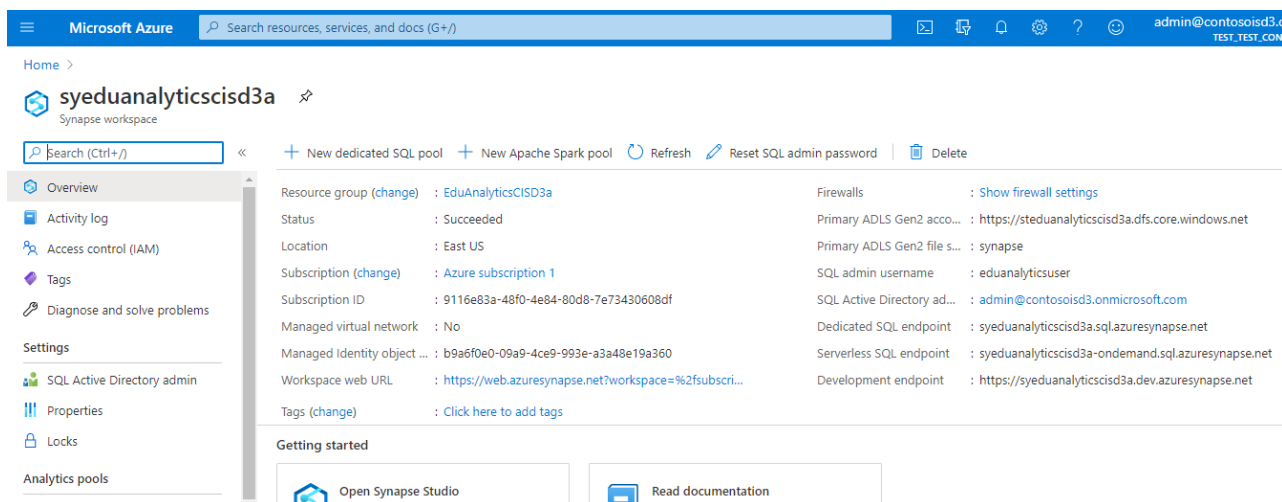 Microsoft Azure
Search resources, services, and docs (G+/)
admin@contosoisd3.c
TEST_TEST_CON
Home >
syeduanalyticscisd3a
Synapse workspace
Search (Ctrl+/)
«
New dedicated SQL pool
New Apache Spark pool
Refresh
Reset SQL admin password
Delete
Overview
Activity log
Access control (IAM)
Tags
Diagnose and solve problems
Settings
SQL Active Directory admin
Properties
Locks
Analytics pools
Resource group (change) : EduAnalyticsCISD3a
Status : Succeeded
Location : East US
Subscription (change) : Azure subscription 1
Subscription ID : 9116e83a-48f0-4e84-80d8-7e73430608df
Managed virtual network : No
Managed Identity object ... : b9a6f0e0-09a9-4ce9-993e-a3a48e19a360
Workspace web URL : https://web.azuresynapse.net?workspace=%2fsubscri...
Tags (change) : Click here to add tags
Firewalls : Show firewall settings
Primary ADLS Gen2 acco... : https://steduanalyticscisd3a.dfs.core.windows.net
Primary ADLS Gen2 file s... : synapse
SQL admin username : eduanalyticsuser
SQL Active Directory ad... : admin@contosoisd3.onmicrosoft.com
Dedicated SQL endpoint : syeduanalyticscisd3a.sql.azuresynapse.net
Serverless SQL endpoint : syeduanalyticscisd3a-ondemand.sql.azuresynapse.net
Development endpoint : https://syeduanalyticscisd3a.dev.azuresynapse.net
Getting started
Open Synapse Studio
Read documentation